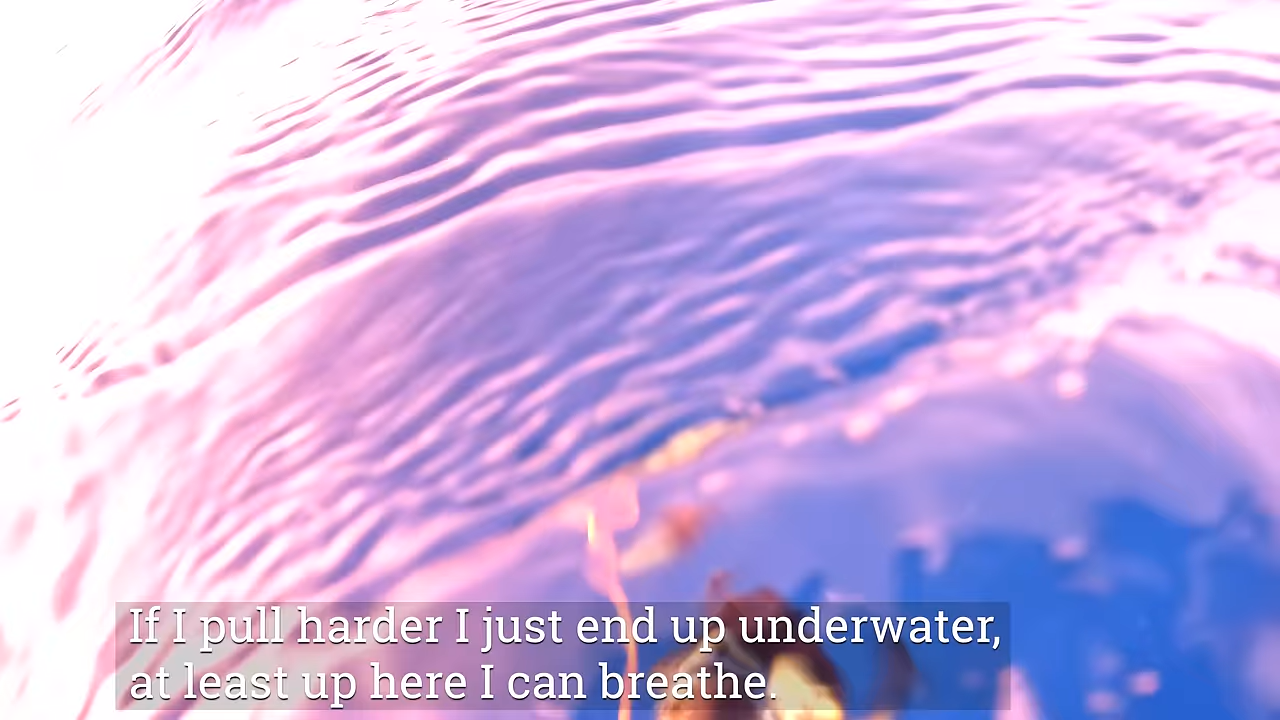 If I pull harder I just end up underwater,
at least up here I can breathe.